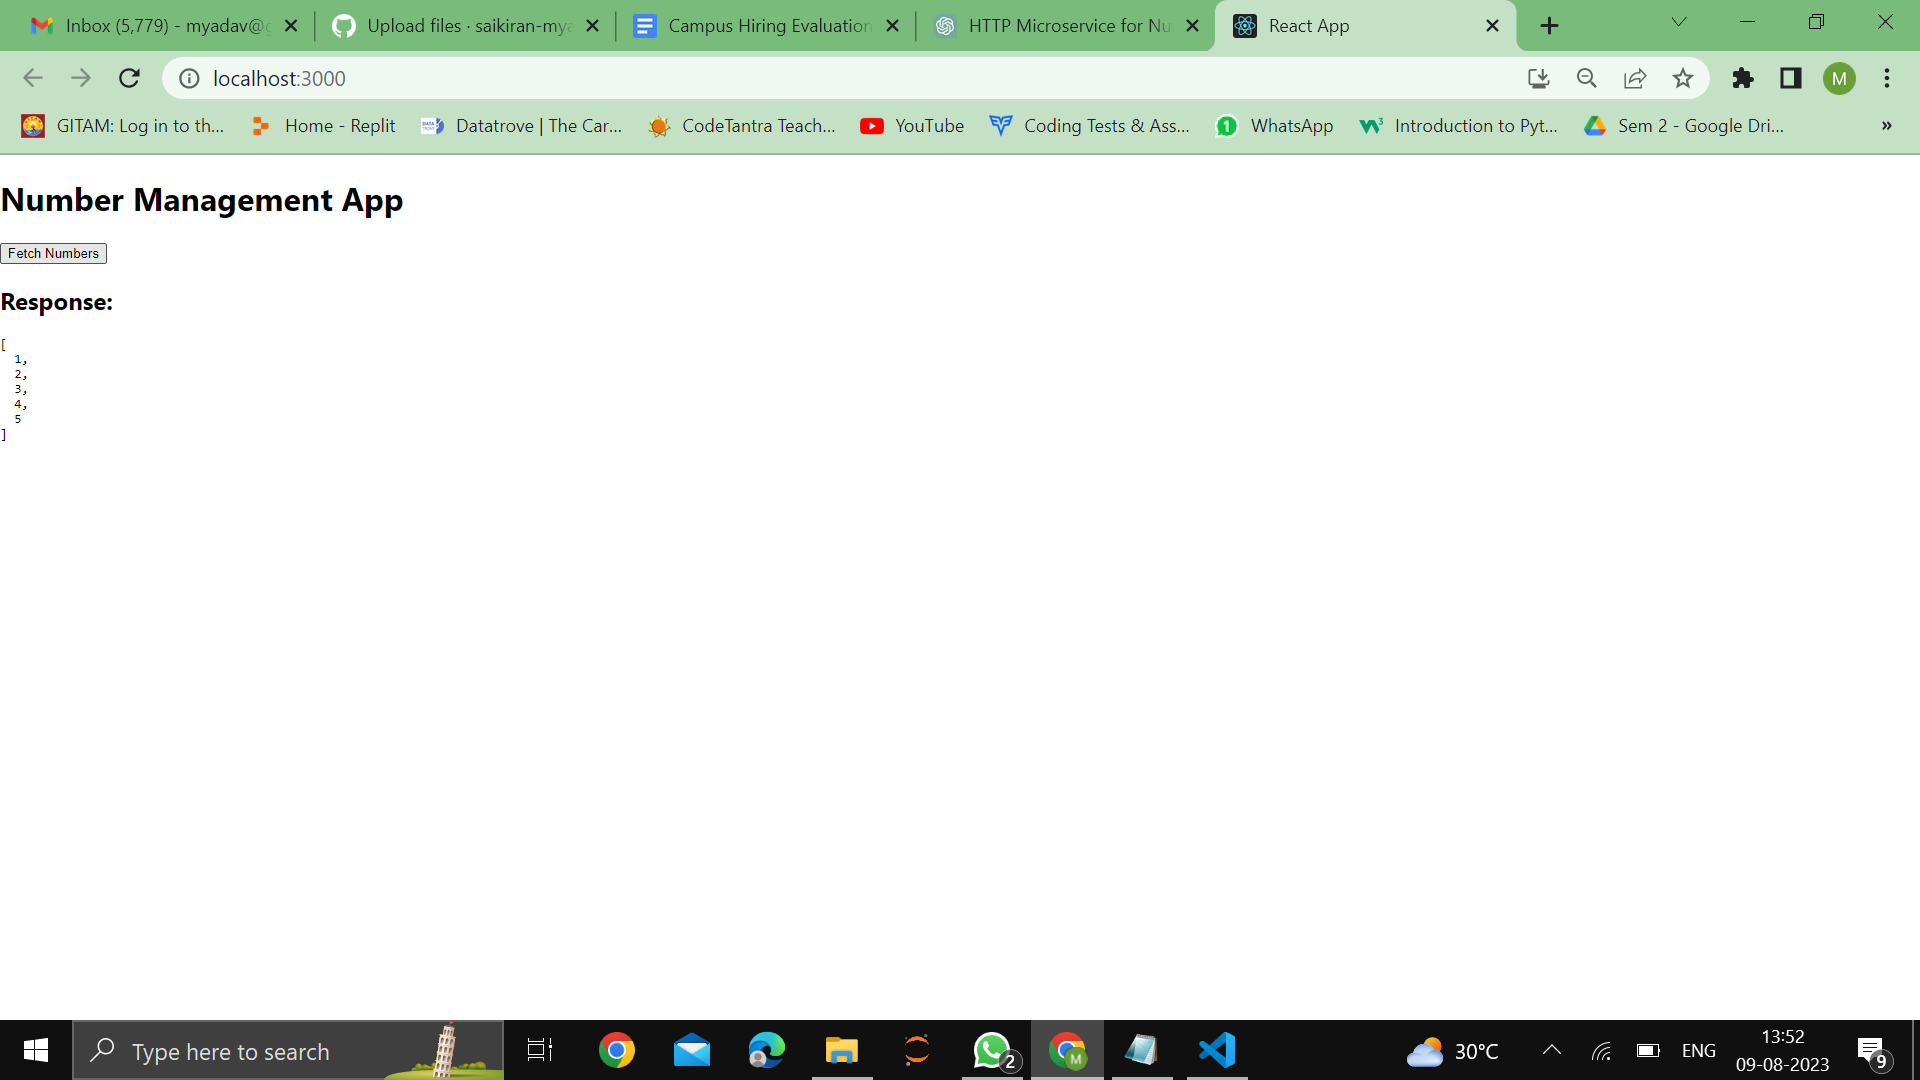 Inbox (5,779) - myadav@g
Upload files · saikiran-mya
Campus Hiring Evaluation
HTTP Microservice for Nu
React App
localhost:3000
M
GITAM: Log in to th...
Home - Replit
Datatrove | The Car...
CodeTantra Teach...
YouTube
1
Coding Tests & Ass...
WhatsApp
Introduction to Pyt...
Sem 2 - Google Dri...
»
Number Management App
Fetch Numbers
Response:
[
1,
2,
3,
4,
5
]
Type here to search
2
M
30°C
ENG
13:52
09-08-2023
9